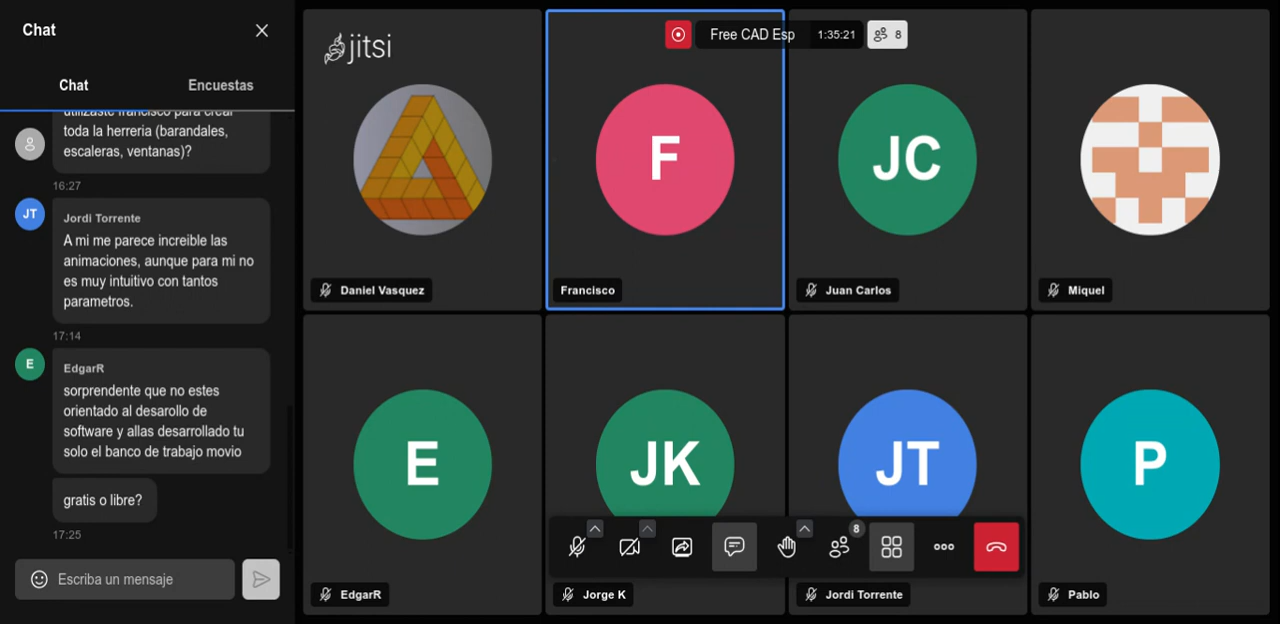 Chat
Chat
Encuestas
utilizaste francisco para crear
toda la herreria (barandales,
escaleras, ventanas)?
16:27
JT
Jordi Torrente
A mi me parece increible las
animaciones, aunque para mi no
es muy intuitivo con tantos
parametros.
17:14
E
EdgarR
sorprendente que no estes
orientado al desarollo de
software y allas desarrollado tu
solo el banco de trabajo movio
gratis o libre?
17:25
Escriba un mensaje
jitsi
Free CAD Esp
1:35:21
8
Daniel Vasquez
F
Francisco
JC
Juan Carlos
Miquel
E
EdgarR
JK
Jorge K
JT
Jordi Torrente
P
Pablo
8